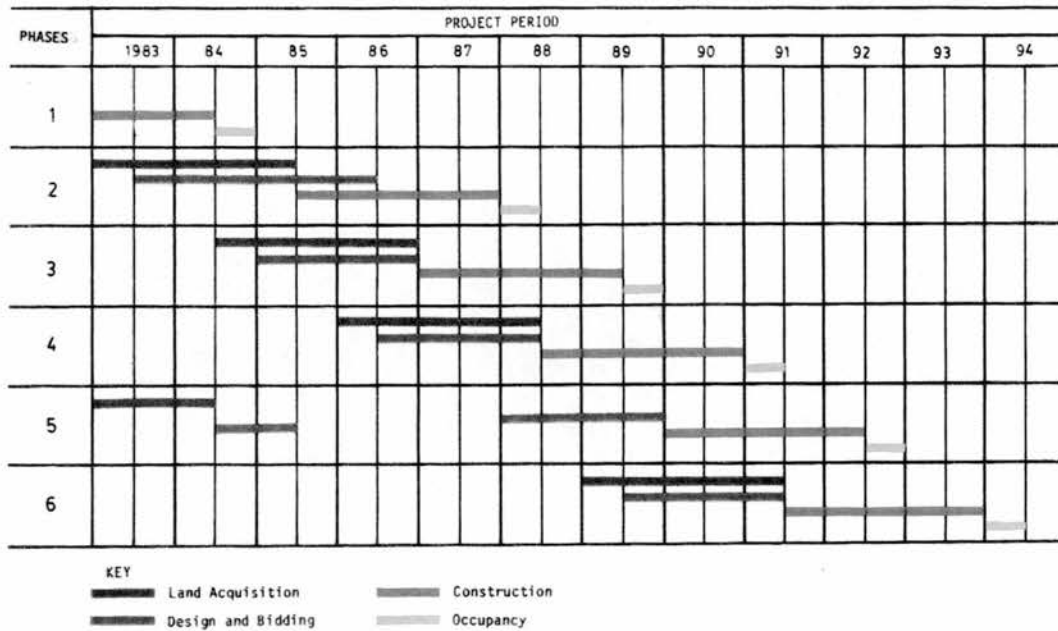 PROJECT PERIOD
PHASES
1983 84 85 86 87 88 89 90 91 92 93 94
1
2
3
4
5
6
KEY
Land Acquisition Construction
Design and Bidding Occupancy